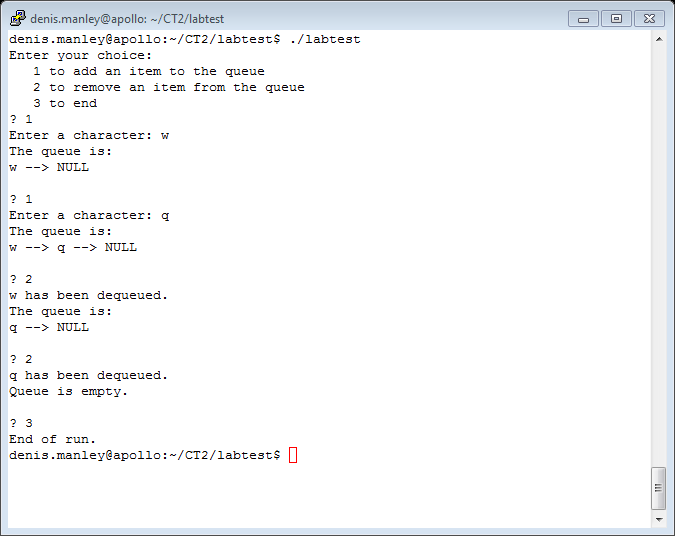 denis.manley@apollo: ~/CT2/labtest
denis.manley@apollo:~/CT2/labtest$ ./labtest
Enter your choice:
   1 to add an item to the queue
   2 to remove an item from the queue
   3 to end
? 1
Enter a character: w
The queue is:
w --> NULL

? 1
Enter a character: q
The queue is:
w --> q --> NULL

? 2
w has been dequeued.
The queue is:
q --> NULL

? 2
q has been dequeued.
Queue is empty.

? 3
End of run.
denis.manley@apollo:~/CT2/labtest$